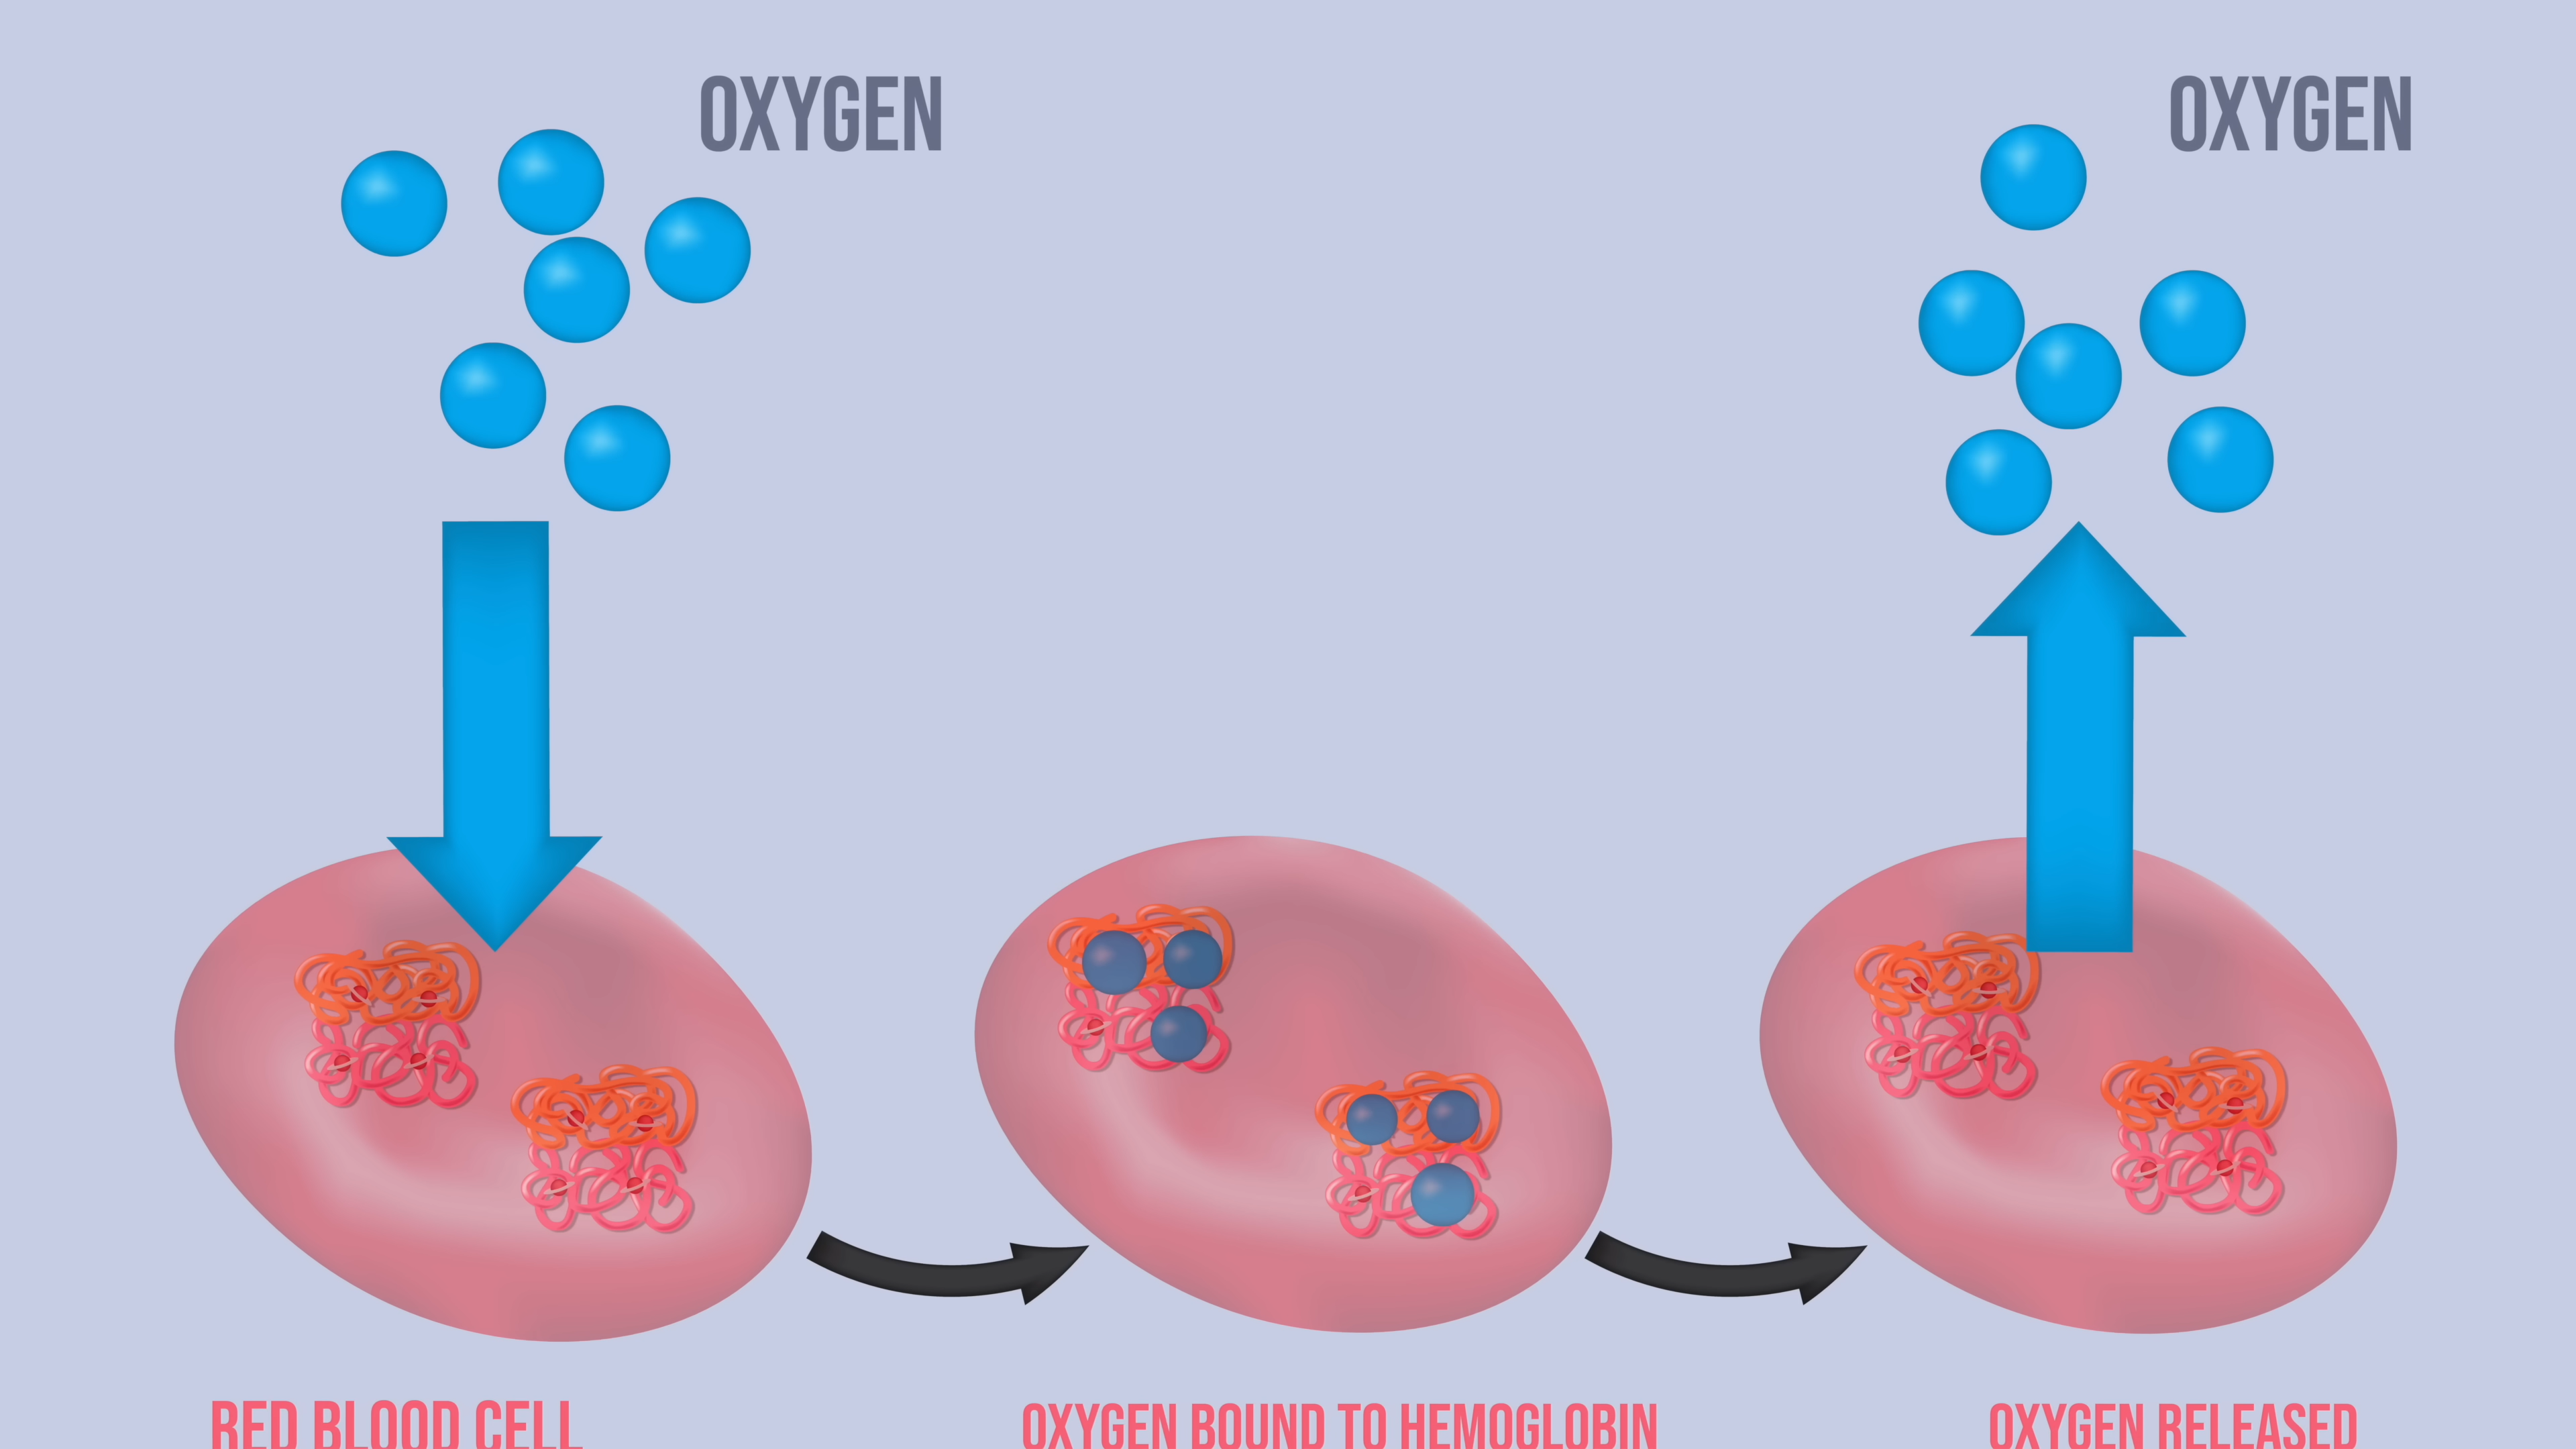 OXYGEN
OXYGEN
RED BLOOD CELL
OXYGEN BOUND TO HEMOGLOBIN
OXYGEN RELEASED